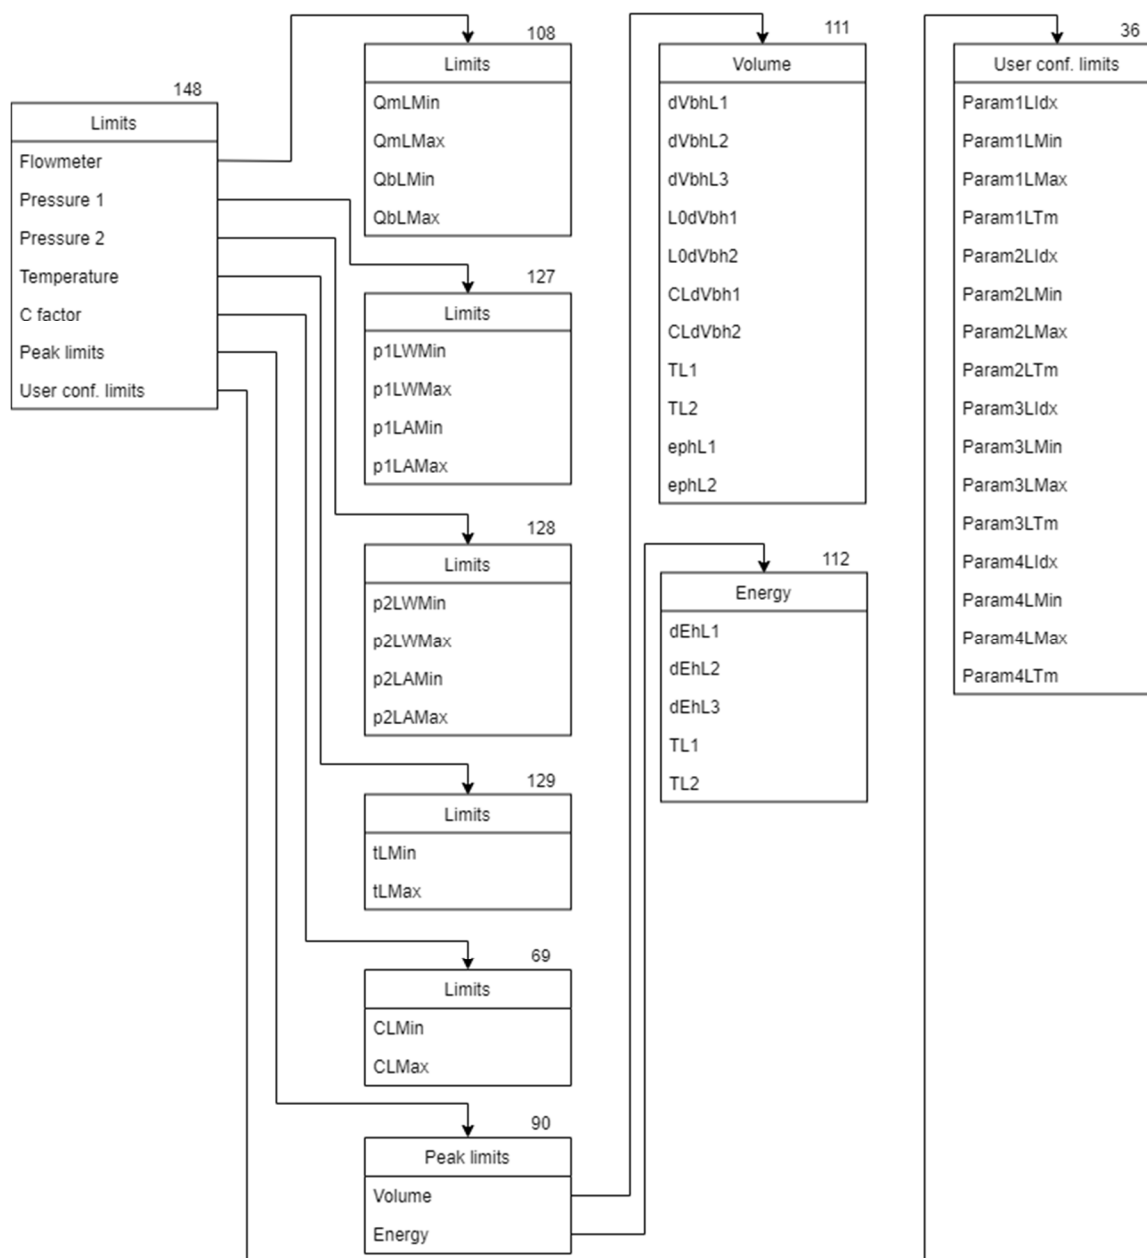 148
Limits
Flowmeter
Pressure 1
Pressure 2
Temperature
C factor
Peak limits
User conf. limits
108
Limits
QmLMin
QmLMax
QbLMin
QbLMax
127
Limits
p1LWMin
p1LWMax
p1LAMin
p1LAMax
128
Limits
p2LWMin
p2LWMax
p2LAMin
p2LAMax
129
Limits
tLMin
tLMax
69
Limits
CLMin
CLMax
90
Peak limits
Volume
Energy
111
Volume
dVbhL1
dVbhL2
dVbhL3
L0dVbh1
L0dVbh2
CLdVbh1
CLdVbh2
TL1
TL2
ephL1
ephL2
112
Energy
dEhL1
dEhL2
dEhL3
TL1
TL2
36
User conf. limits
Param1LIdx
Param1LMin
Param1LMax
Param1LTm
Param2LIdx
Param2LMin
Param2LMax
Param2LTm
Param3LIdx
Param3LMin
Param3LMax
Param3LTm
Param4LIdx
Param4LMin
Param4LMax
Param4LTm